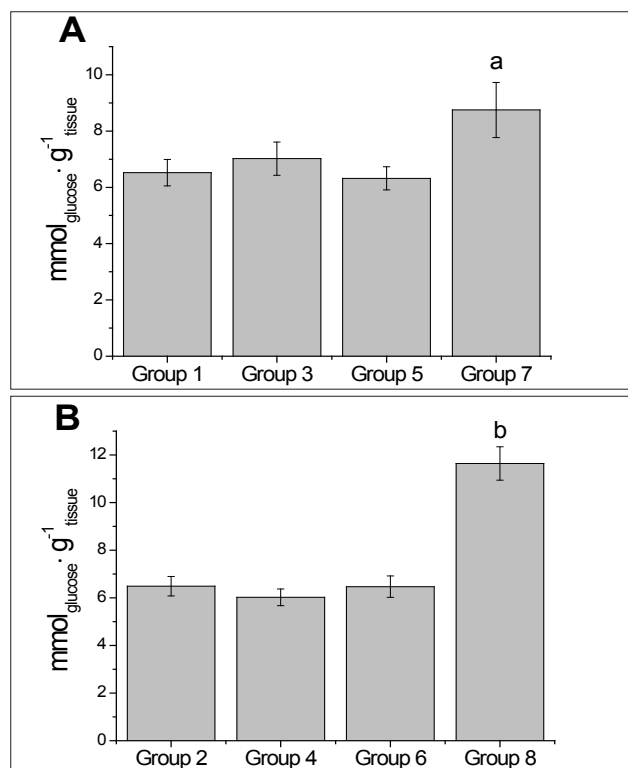 A
a
10
8
6
4
2
0
mmol glucose · g⁻¹ tissue
Group 1 Group 3 Group 5 Group 7
B
b
12
10
8
6
4
2
0
mmol glucose · g⁻¹ tissue
Group 2 Group 4 Group 6 Group 8